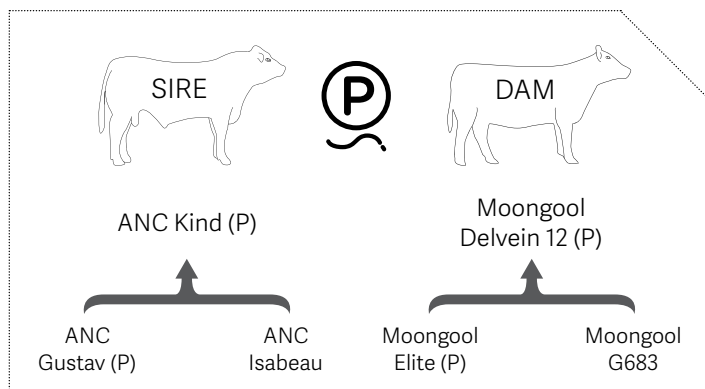 SIRE
P
DAM
ANC Kind (P)
Moongool
Delvein 12 (P)
ANC
Gustav (P)
ANC
Isabeau
Moongool
Elite (P)
Moongool
G683